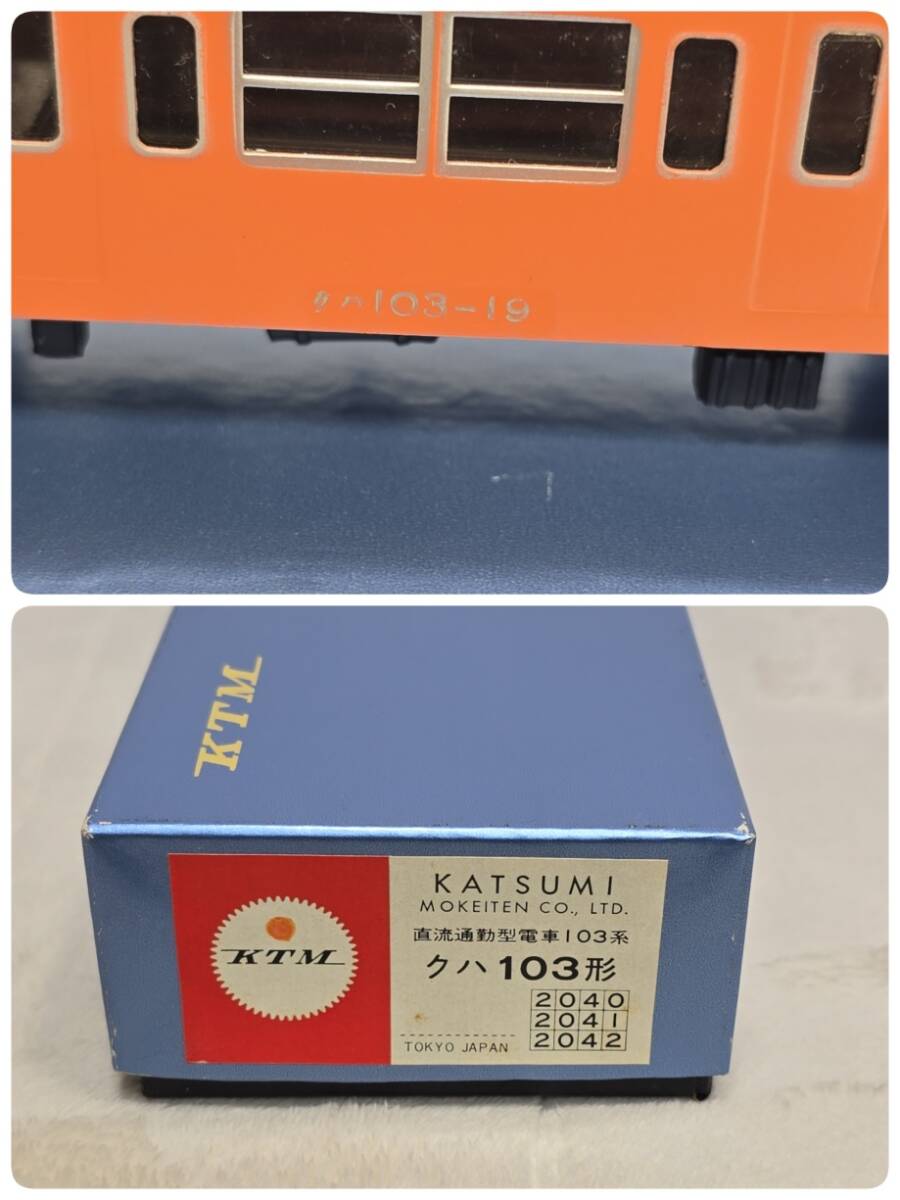 クハ103-19
KTM
KTM
KATSUMI
MOKEITEN CO., LTD.
直流通勤型電車103系
クハ103形
2040
2041
2042
TOKYO JAPAN